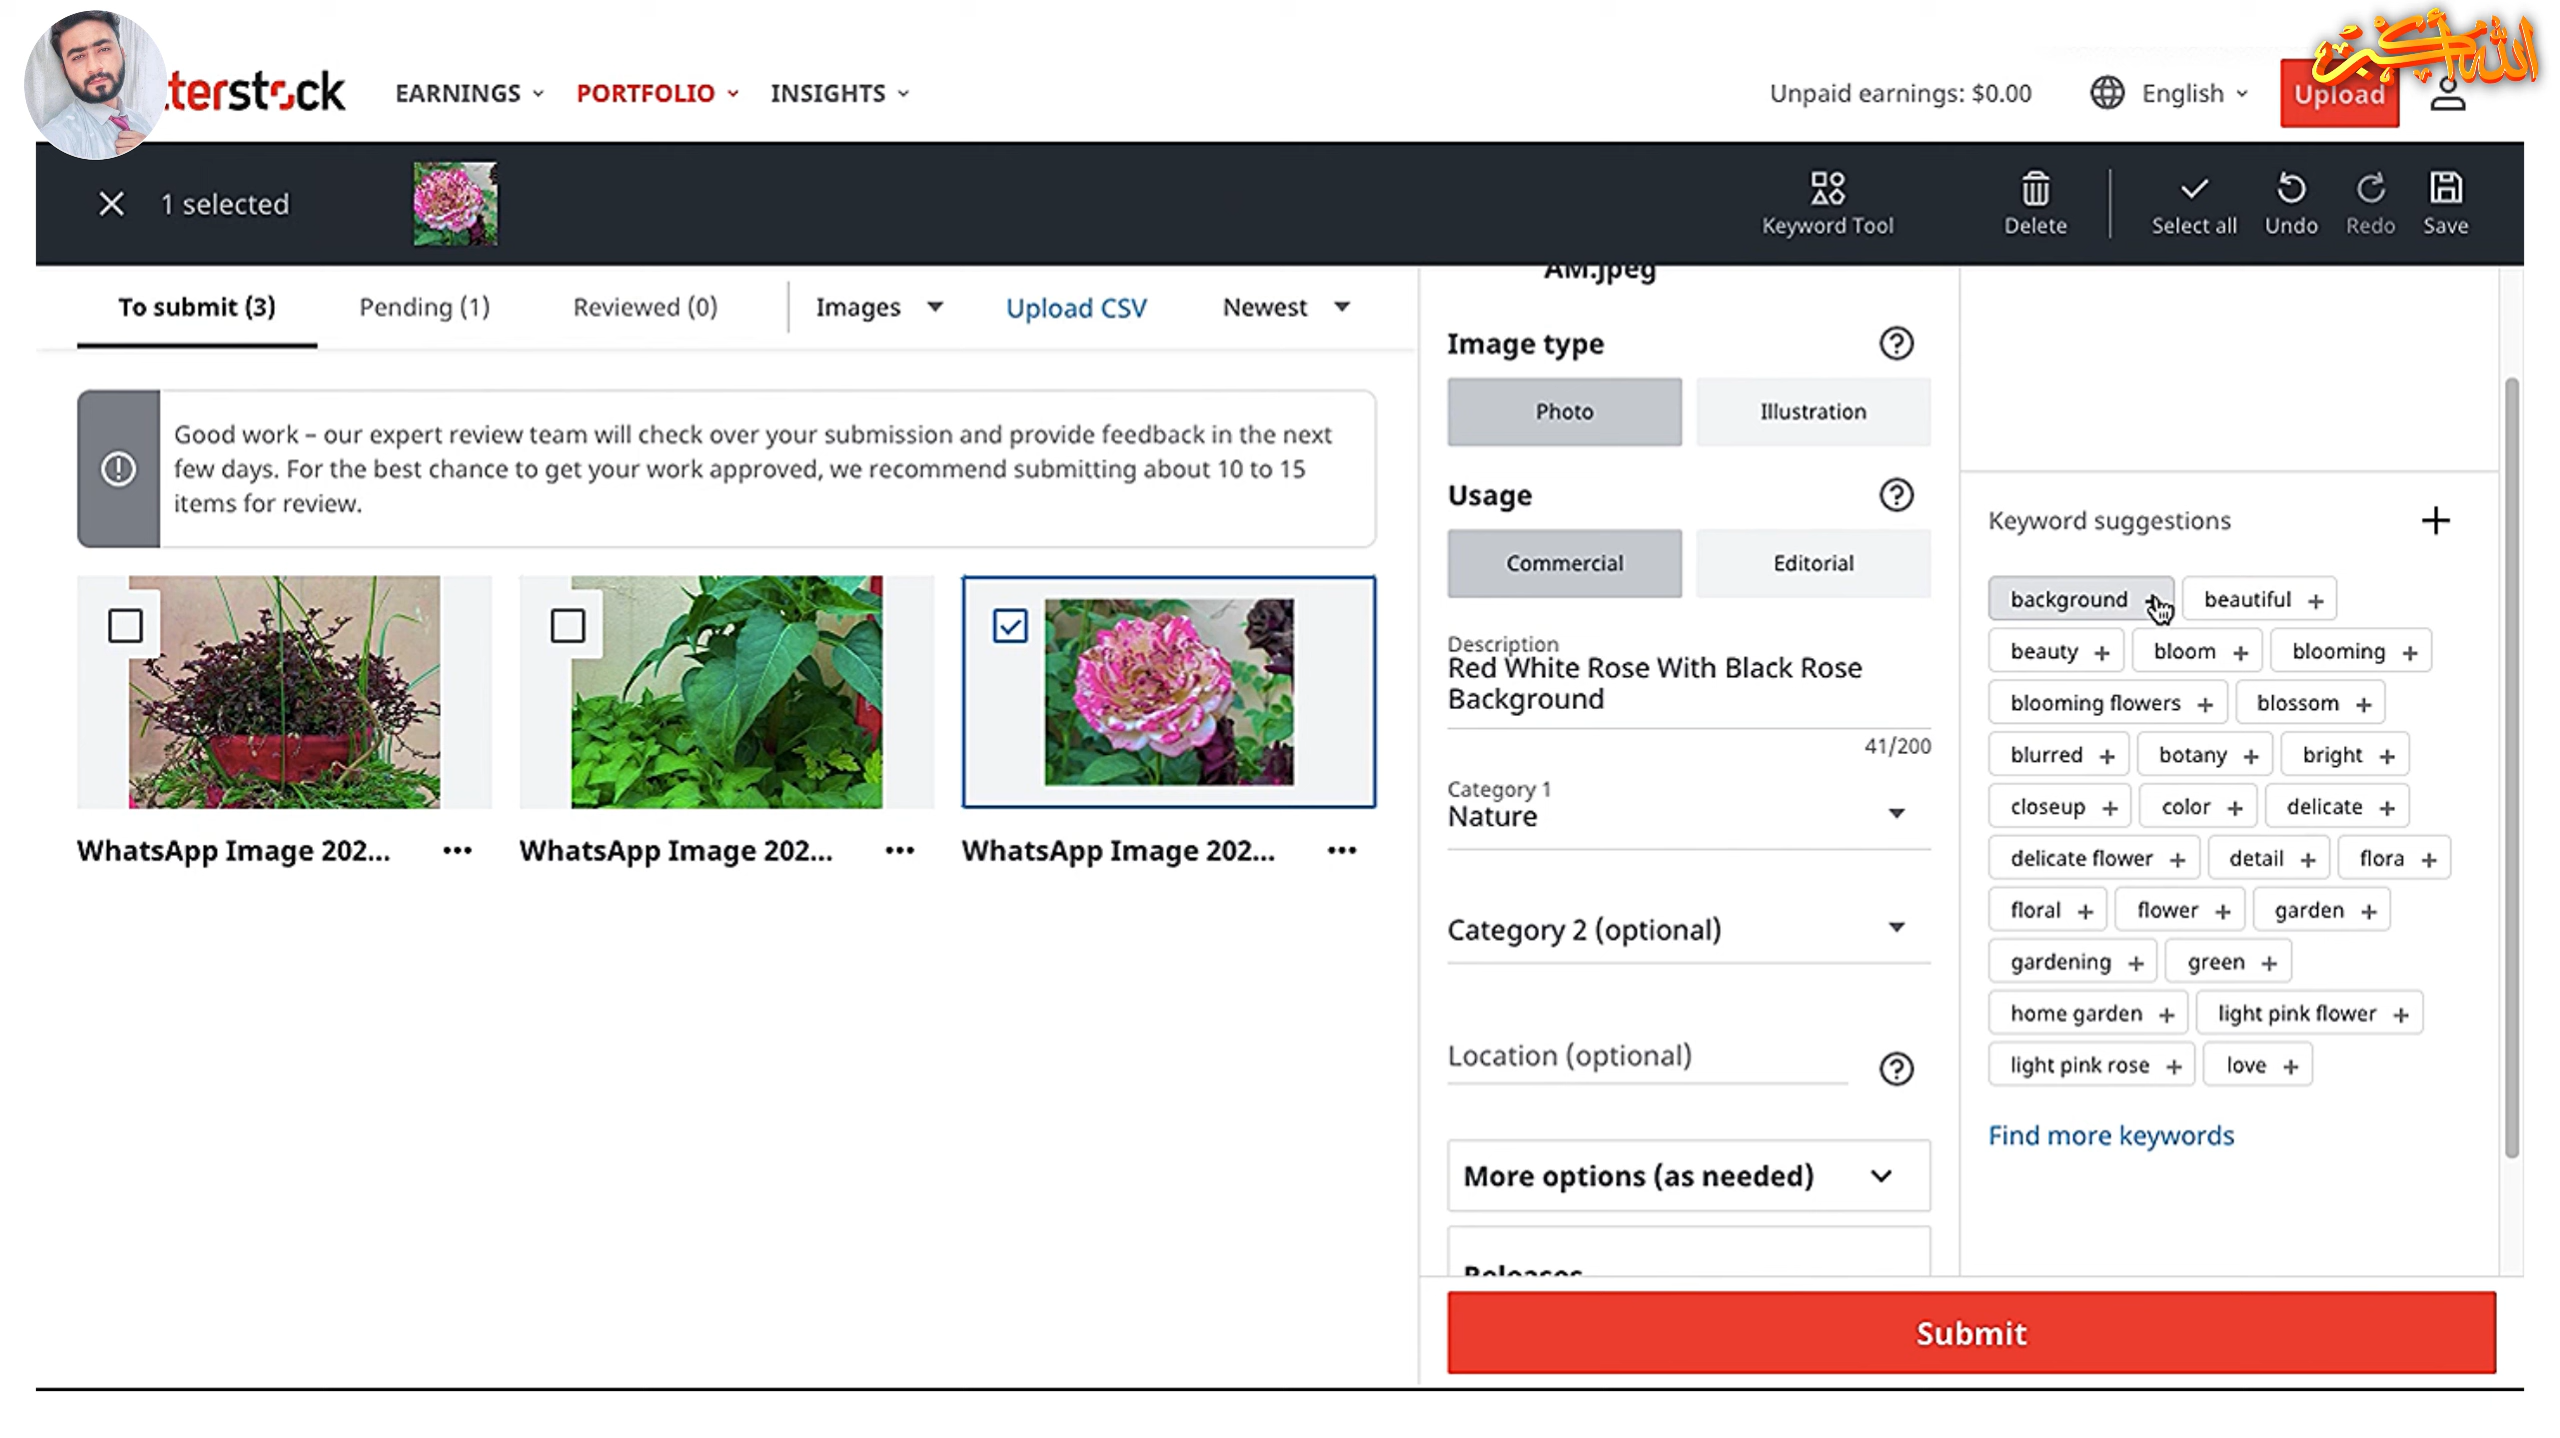 terstock
EARNINGS
PORTFOLIO
INSIGHTS
Unpaid earnings: $0.00
English
Upload
الله أكبر
1 selected
Keyword Tool
Delete
Select all
Undo
Redo
Save
To submit (3)
Pending (1)
Reviewed (0)
Images
Upload CSV
Newest
Good work – our expert review team will check over your submission and provide feedback in the next
few days. For the best chance to get your work approved, we recommend submitting about 10 to 15
items for review.
WhatsApp Image 202...
WhatsApp Image 202...
WhatsApp Image 202...
AM.jpeg
Image type
Photo
Illustration
Usage
Commercial
Editorial
Description
Red White Rose With Black Rose
Background
41/200
Category 1
Nature
Category 2 (optional)
Location (optional)
More options (as needed)
Releases
Keyword suggestions
background
beautiful
beauty
bloom
blooming
blooming flowers
blossom
blurred
botany
bright
closeup
color
delicate
delicate flower
detail
flora
floral
flower
garden
gardening
green
home garden
light pink flower
light pink rose
love
Find more keywords
Submit